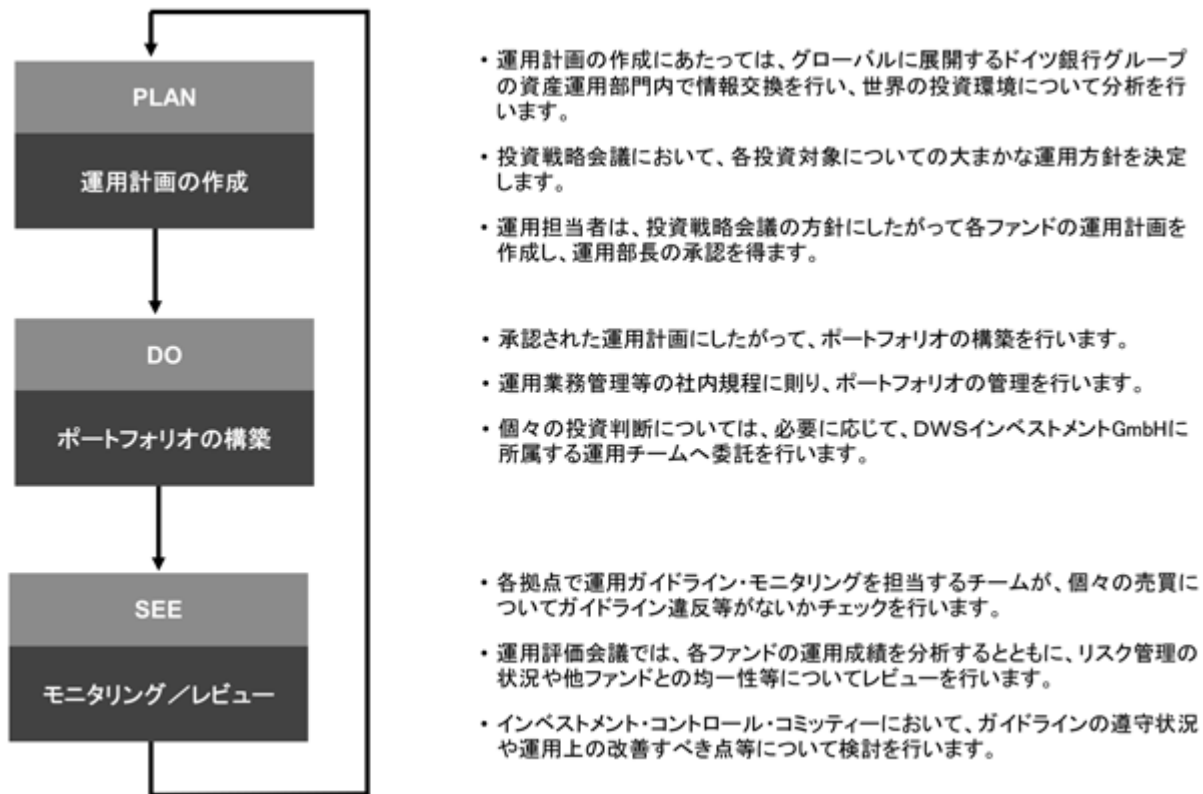 PLAN
運用計画の作成
・運用計画の作成にあたっては、グローバルに展開するドイツ銀行グループ
の資産運用部門内で情報交換を行い、世界の投資環境について分析を行
います。
・投資戦略会議において、各投資対象についての大まかな運用方針を決定
します。
・運用担当者は、投資戦略会議の方針にしたがって各ファンドの運用計画を
作成し、運用部長の承認を得ます。
DO
ポートフォリオの構築
・承認された運用計画にしたがって、ポートフォリオの構築を行います。
・運用業務管理等の社内規程に則り、ポートフォリオの管理を行います。
・個々の投資判断については、必要に応じて、DWSインベストメントGmbHに
所属する運用チームへ委託を行います。
SEE
モニタリング／レビュー
・各拠点で運用ガイドライン・モニタリングを担当するチームが、個々の売買に
ついてガイドライン違反等がないかチェックを行います。
・運用評価会議では、各ファンドの運用成績を分析するとともに、リスク管理の
状況や他ファンドとの均一性等についてレビューを行います。
・インベストメント・コントロール・コミッティーにおいて、ガイドラインの遵守状況
や運用上の改善すべき点等について検討を行います。